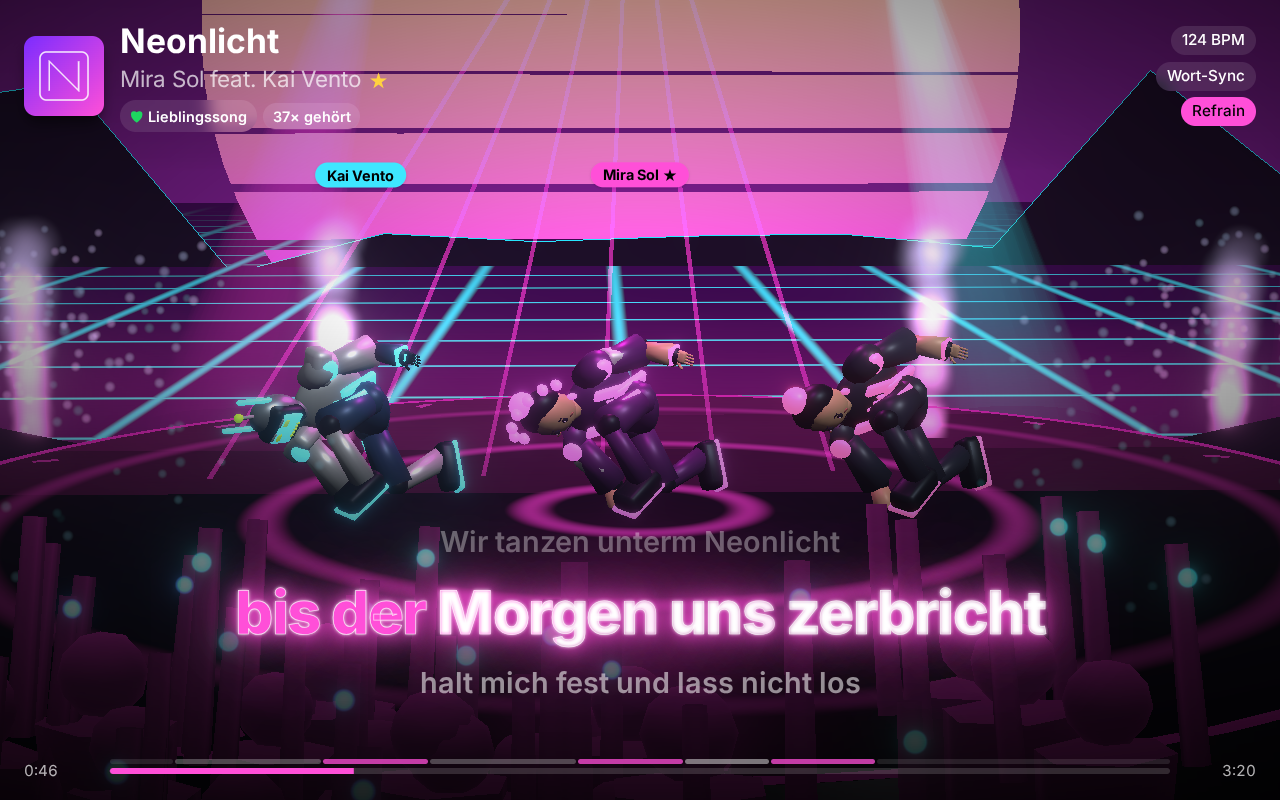 Neonlicht
Mira Sol feat. Kai Vento ★
Lieblingssong
37× gehört
124 BPM
Wort-Sync
Refrain
N
Kai Vento
Mira Sol ★
Wir tanzen unterm Neonlicht
bis der Morgen uns zerbricht
halt mich fest und lass nicht los
0:46
3:20